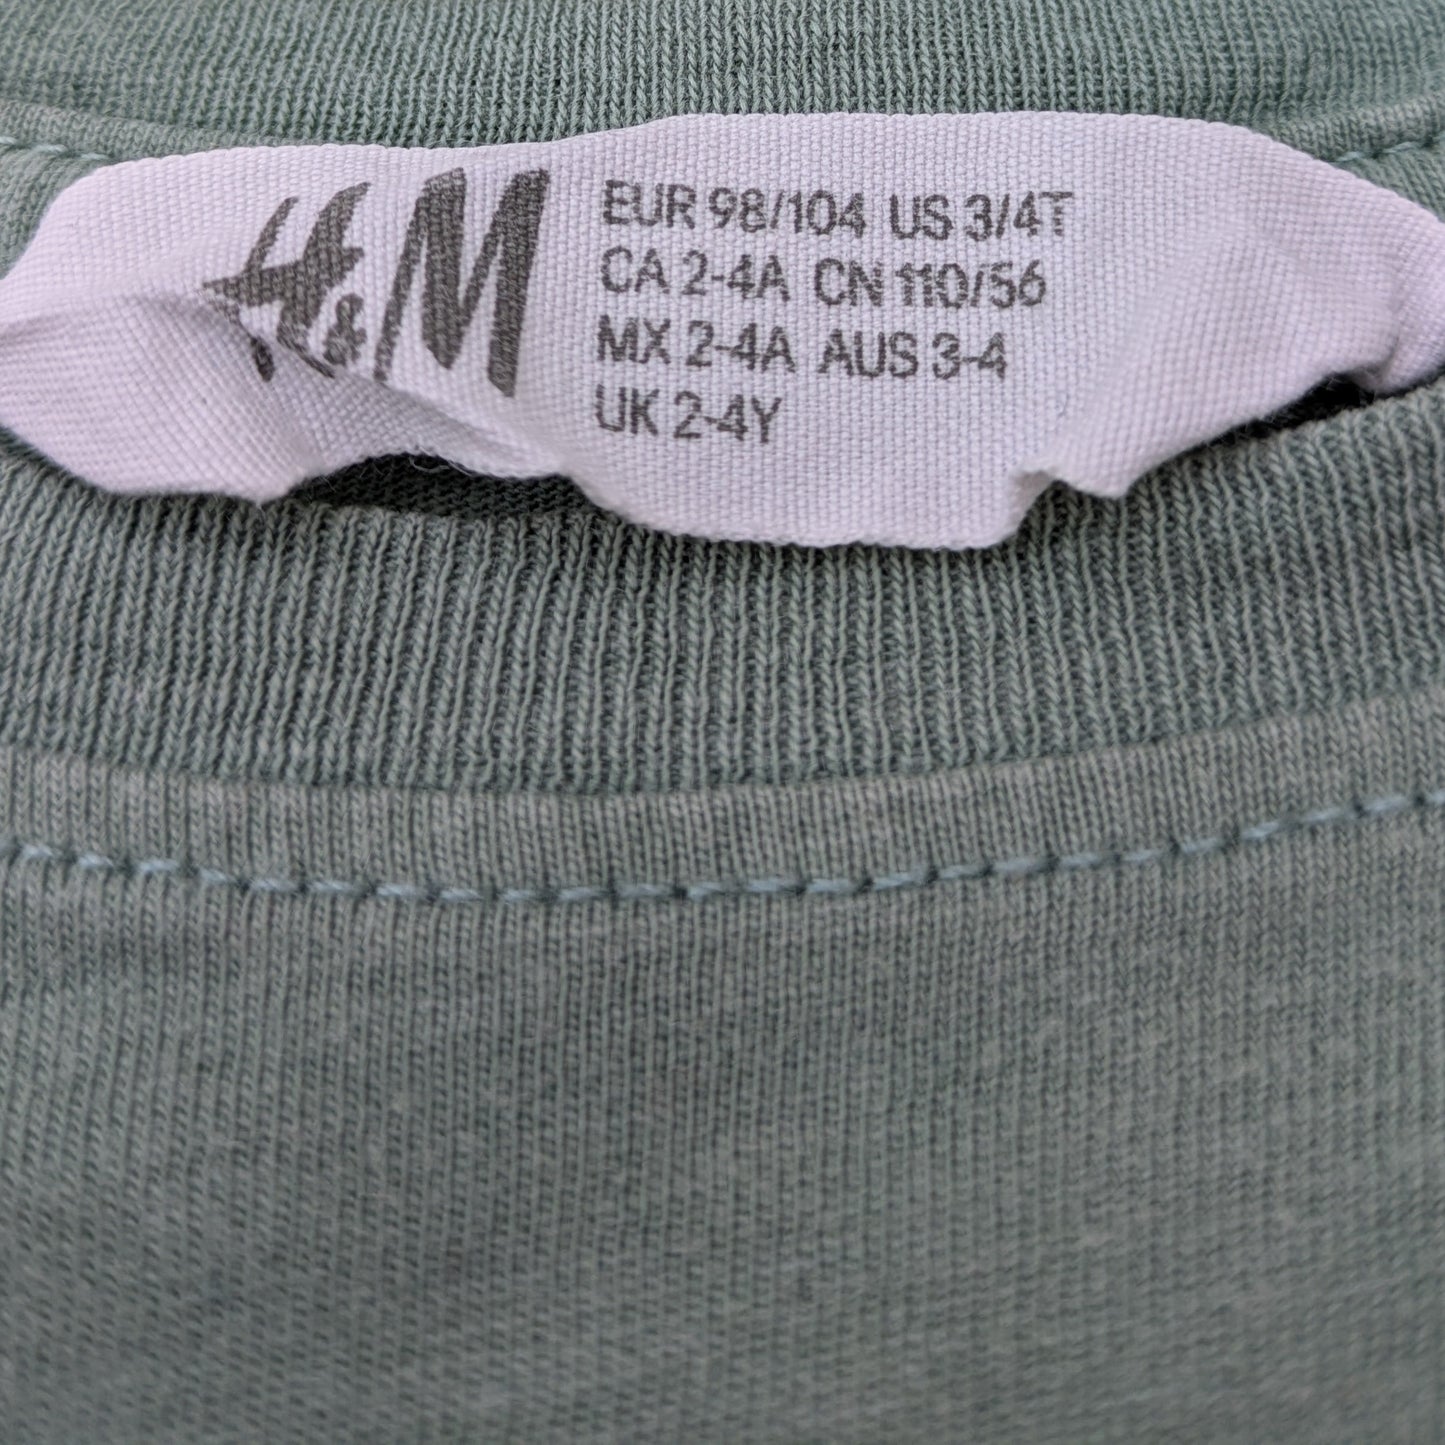 H&M
EUR 98/104 US 3/4T
CA 2-4A CN 110/56
MX 2-4A AUS 3-4
UK 2-4Y